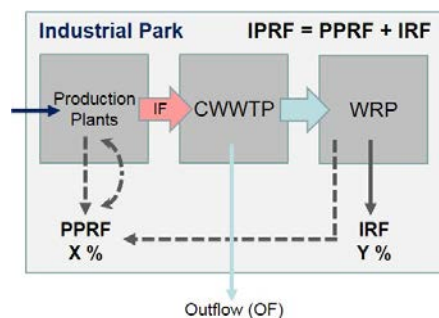 Industrial Park
IPRF = PPRF + IRF
Production
Plants
IF
CWWTP
WRP
PPRF
X %
IRF
Y %
Outflow (OF)